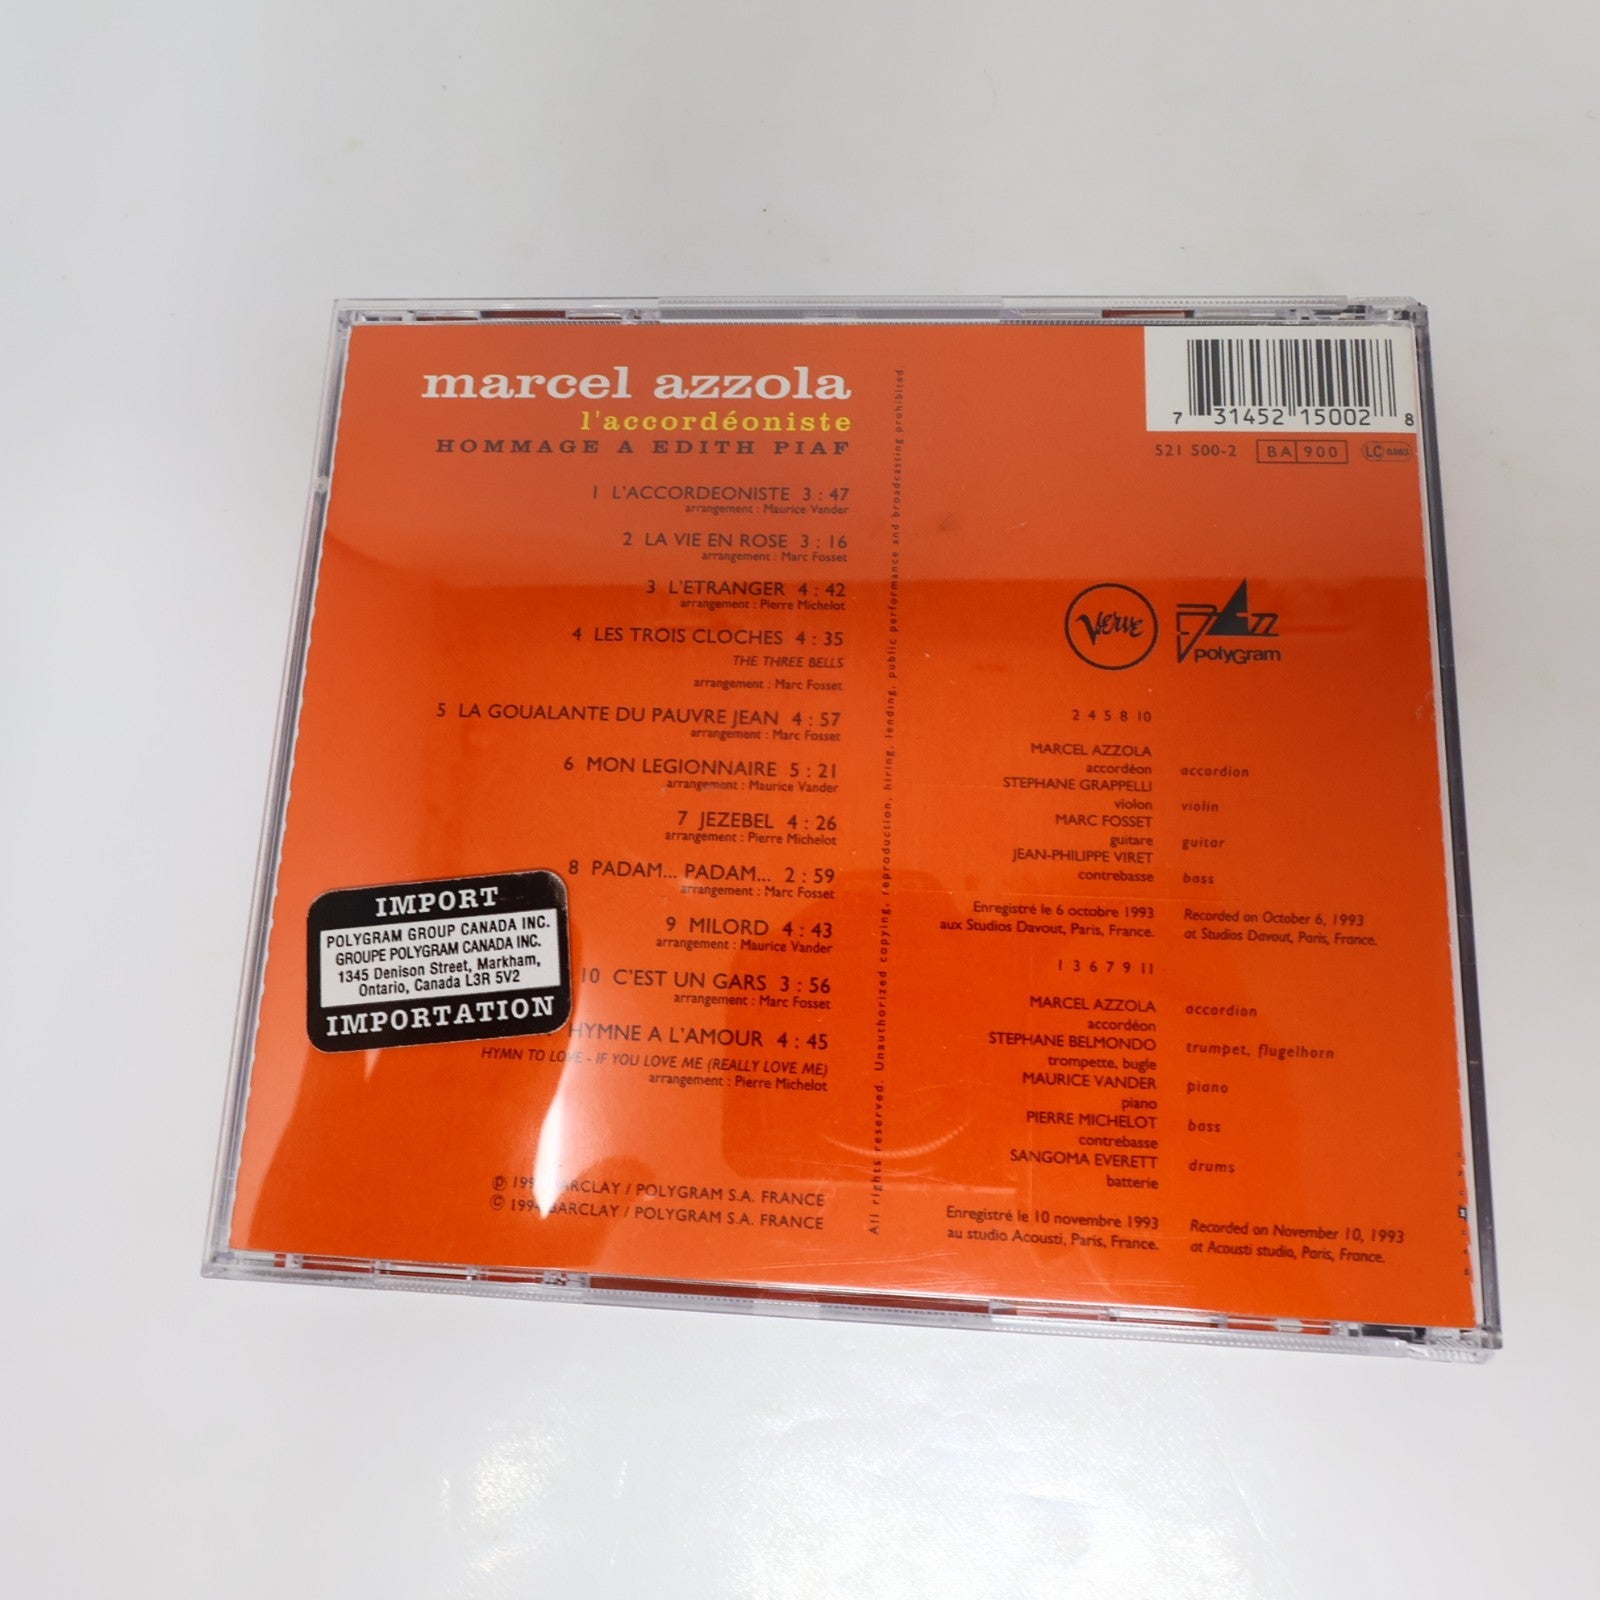 marcel azzola
l'accordéoniste
HOMMAGE A EDITH PIAF
1 L'ACCORDEONISTE 3 : 47
arrangement : Maurice Vander
2 LA VIE EN ROSE 3 : 16
arrangement : Marc Fosset
3 L'ETRANGER 4 : 42
arrangement : Pierre Michelot
4 LES TROIS CLOCHES 4 : 35
THE THREE BELLS
arrangement : Marc Fosset
5 LA GOUALANTE DU PAUVRE JEAN 4 : 57
arrangement : Marc Fosset
6 MON LEGIONNAIRE 5 : 21
arrangement : Maurice Vander
7 JEZEBEL 4 : 26
arrangement : Pierre Michelot
8 PADAM... PADAM... 2 : 59
arrangement : Marc Fosset
9 MILORD 4 : 43
arrangement : Maurice Vander
10 C'EST UN GARS 3 : 56
arrangement : Marc Fosset
HYMNE A L'AMOUR 4 : 45
HYMN TO LOVE - IF YOU LOVE ME (REALLY LOVE ME)
arrangement : Pierre Michelot
IMPORT
POLYGRAM GROUP CANADA INC.
GROUPE POLYGRAM CANADA INC.
1345 Denison Street, Markham,
Ontario, Canada L3R 5V2
IMPORTATION
℗ BARCLAY / POLYGRAM S.A. FRANCE
© BARCLAY / POLYGRAM S.A. FRANCE
All rights reserved. Unauthorized copying, reproduction, hiring, lending, public performance and broadcasting prohibited.
7 31452 15002 8
521 500-2 BA 900 LC 0383
Verve
JAZZ
polyGram
2 4 5 8 10
MARCEL AZZOLA
accordéon accordion
STEPHANE GRAPPELLI
violon violin
MARC FOSSET
guitare guitar
JEAN-PHILIPPE VIRET
contrebasse bass
Enregistré le 6 octobre 1993
aux Studios Davout, Paris, France.
Recorded on October 6, 1993
at Studios Davout, Paris, France.
1 3 6 7 9 11
MARCEL AZZOLA
accordéon accordion
STEPHANE BELMONDO
trompette, bugle trumpet, flugelhorn
MAURICE VANDER
piano piano
PIERRE MICHELOT
contrebasse bass
SANGOMA EVERETT
batterie drums
Enregistré le 10 novembre 1993
au studio Acousti, Paris, France.
Recorded on November 10, 1993
at Acousti studio, Paris, France.